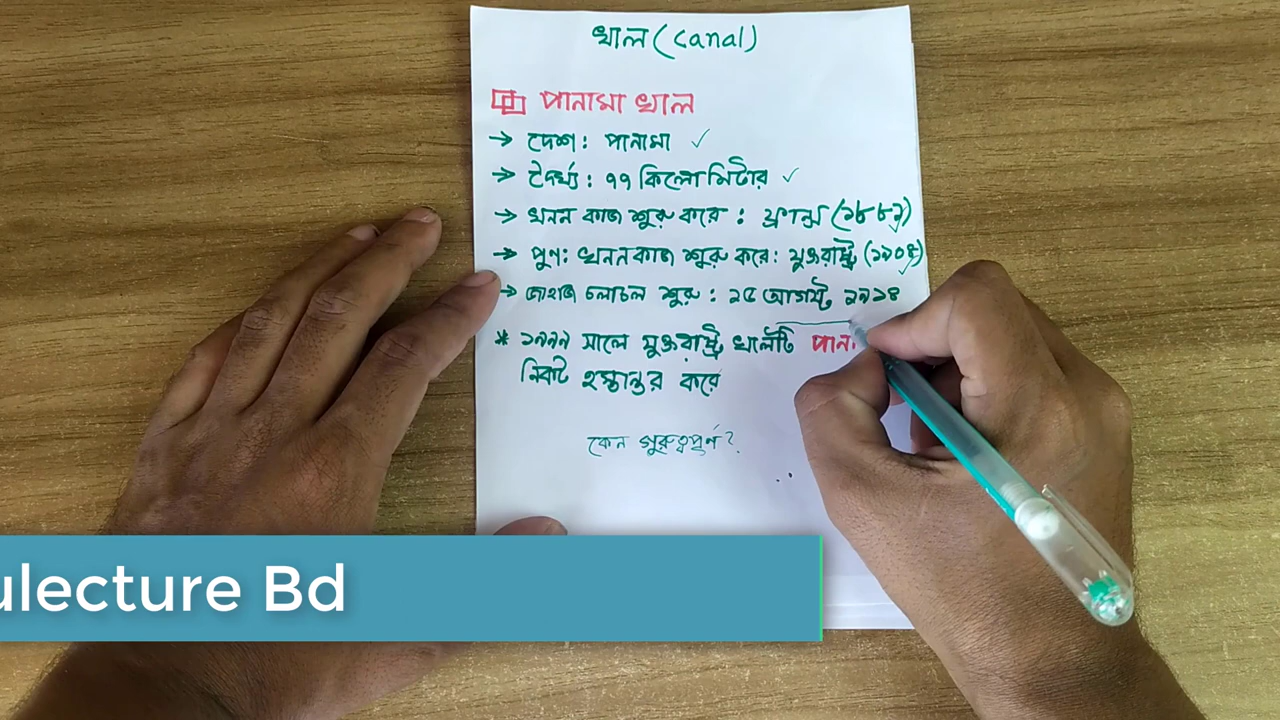 খাল (canal)
পানামা খাল
→ দেশ : পানামা ✓
→ দৈর্ঘ্য : ৭৭ কিলোমিটার ✓
→ খনন কাজ শুরু করে : ফ্রান্স (১৮৮১)
→ পুণঃ খননকাজ শুরু করে : যুক্তরাষ্ট্র (১৯০৪)
→ জাহাজ চলাচল শুরু : ১৫ আগস্ট ১৯১৪
* ১৯৯৯ সালে যুক্তরাষ্ট্র খালটি
নিকট হস্তান্তর করে
কেন গুরুত্বপূর্ণ ?
ulecture Bd